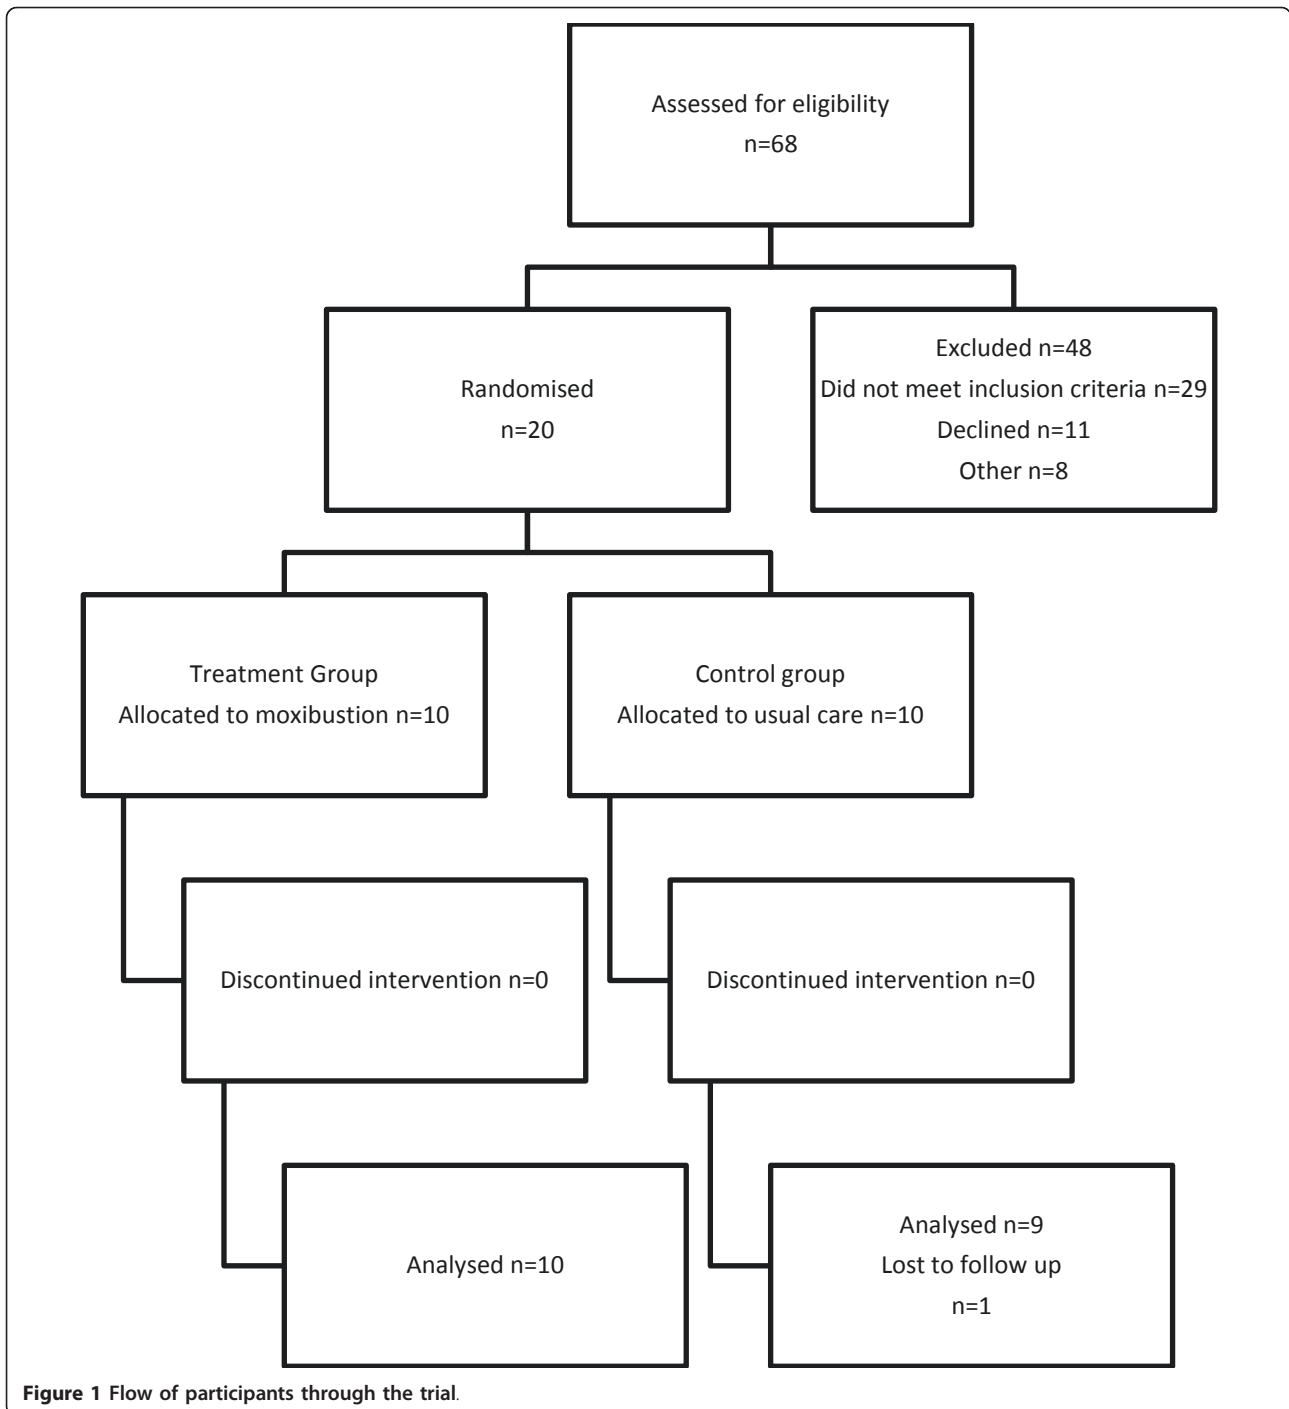 Assessed for eligibility
n=68
Randomised
n=20
Excluded n=48
Did not meet inclusion criteria n=29
Declined n=11
Other n=8
Treatment Group
Allocated to moxibustion n=10
Control group
Allocated to usual care n=10
Discontinued intervention n=0
Discontinued intervention n=0
Analysed n=10
Analysed n=9
Lost to follow up
n=1
Figure 1 Flow of participants through the trial.